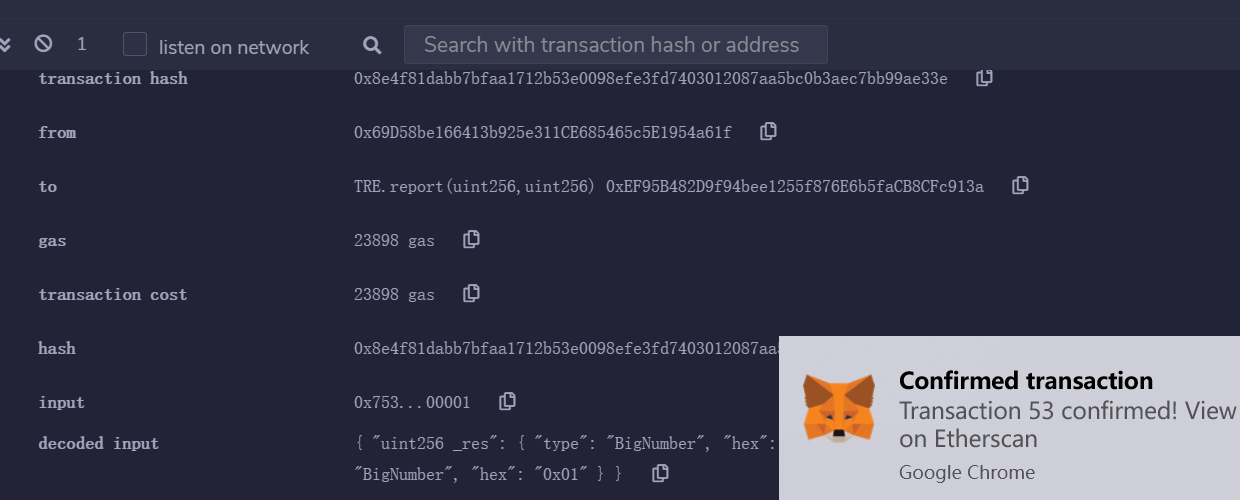 1 listen on network Search with transaction hash or address
transaction hash 0x8e4f81dabb7bfaa1712b53e0098efe3fd7403012087aa5bc0b3aec7bb99ae33e
from 0x69D58be166413b925e311CE685465c5E1954a61f
to TRE.report(uint256,uint256) 0xEF95B482D9f94bee1255f876E6b5faCB8CFc913a
gas 23898 gas
transaction cost 23898 gas
hash 0x8e4f81dabb7bfaa1712b53e0098efe3fd7403012087aa
input 0x753...00001
decoded input { "uint256 _res": { "type": "BigNumber", "hex":
"BigNumber", "hex": "0x01" } }
Confirmed transaction
Transaction 53 confirmed! View
on Etherscan
Google Chrome